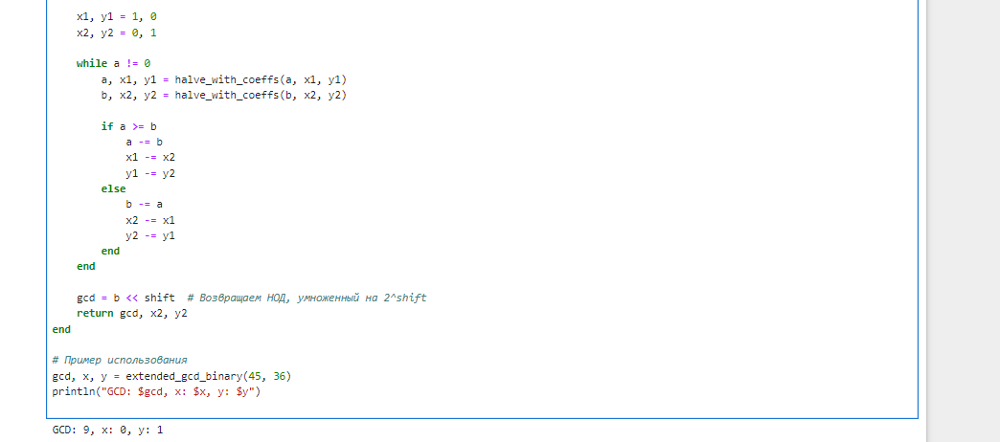 x1, y1 = 1, 0
x2, y2 = 0, 1
while a != 0
a, x1, y1 = halve_with_coeffs(a, x1, y1)
b, x2, y2 = halve_with_coeffs(b, x2, y2)
if a >= b
a -= b
x1 -= x2
y1 -= y2
else
b -= a
x2 -= x1
y2 -= y1
end
end
gcd = b << shift  # Возвращаем НОД, умноженный на 2^shift
return gcd, x2, y2
end
# Пример использования
gcd, x, y = extended_gcd_binary(45, 36)
println("GCD: $gcd, x: $x, y: $y")
GCD: 9, x: 0, y: 1